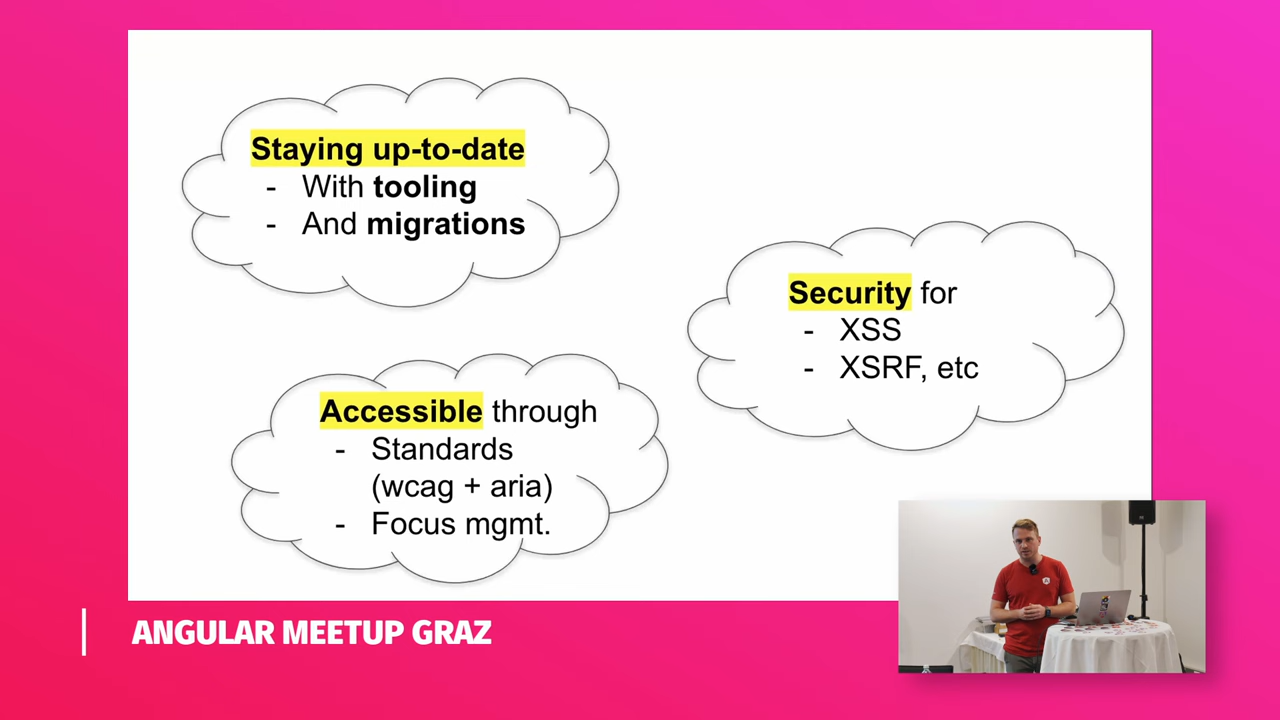 Staying up-to-date
- With tooling
- And migrations
Security for
- XSS
- XSRF, etc
Accessible through
- Standards
(wcag + aria)
- Focus mgmt.
ANGULAR MEETUP GRAZ